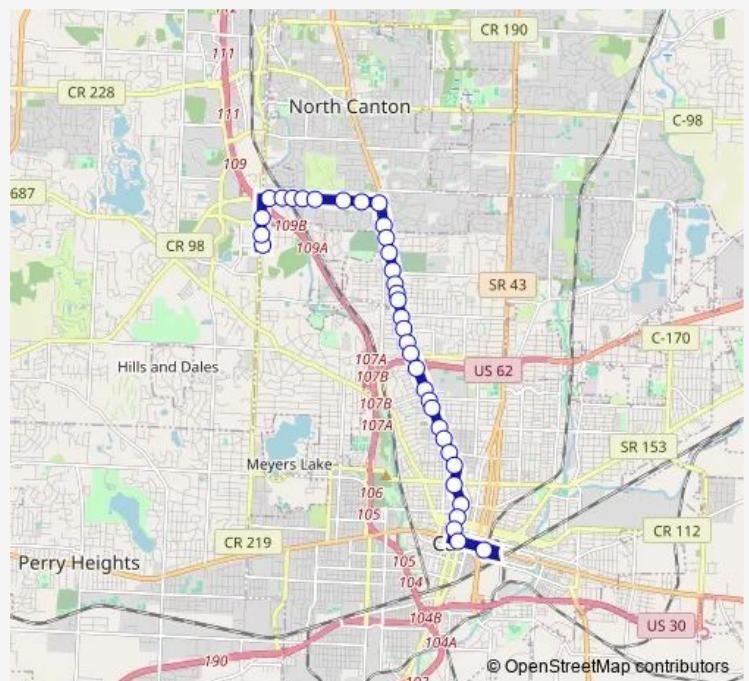 111
CR 190
CR 228
North Canton
111
C-98
109
687
109B
CR 98
109A
SR 43
C-170
107A
Hills and Dales
US 62
107B
107B
107A
SR 153
Meyers Lake
106
105
CR 112
CR 219
C
Perry Heights
105
104
104B
US 30
104A
190
© OpenStreetMap contributors